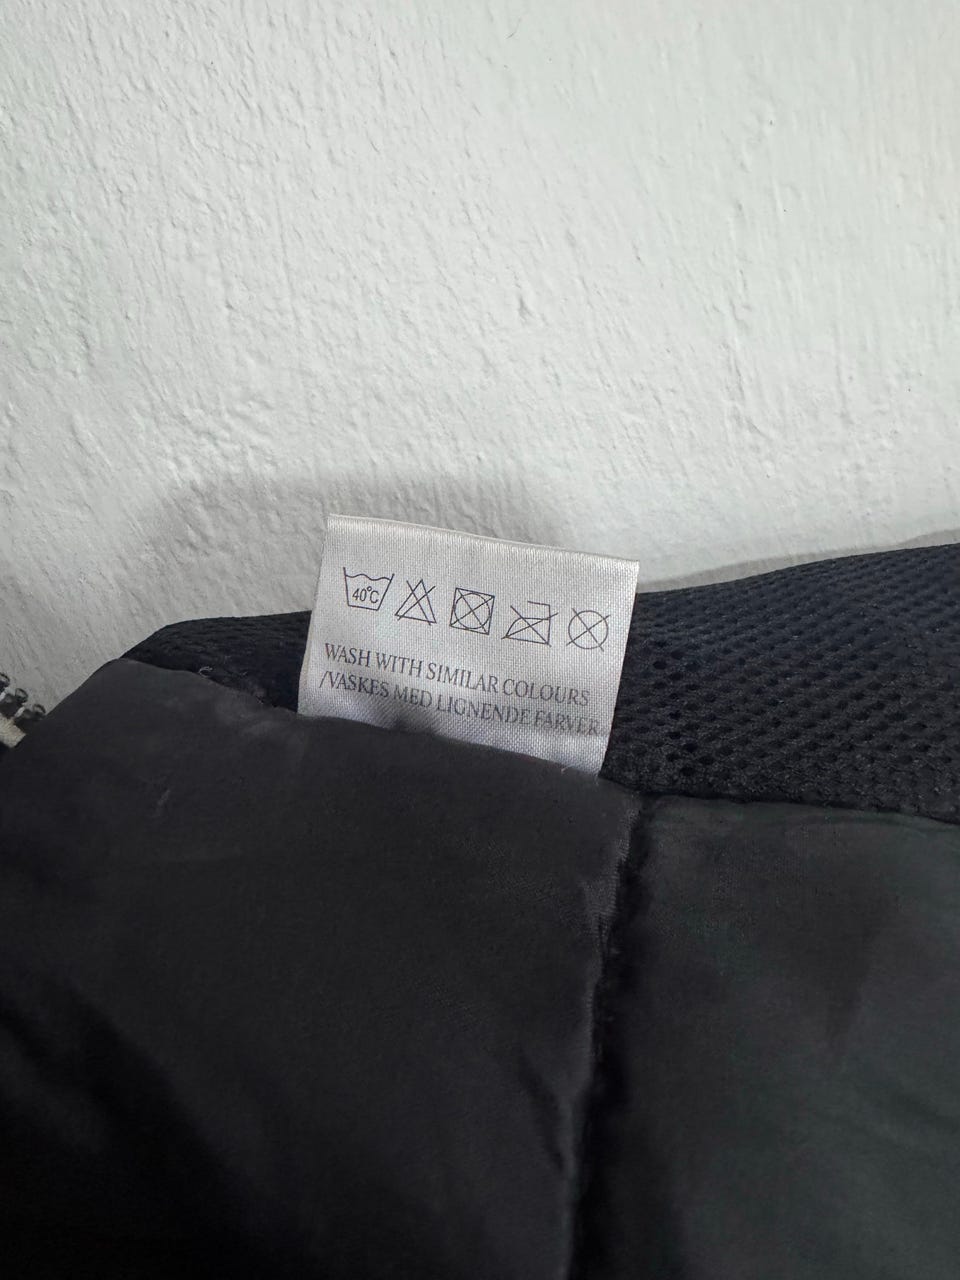 40°C
WASH WITH SIMILAR COLOURS
/VASKES MED LIGNENDE FARVER